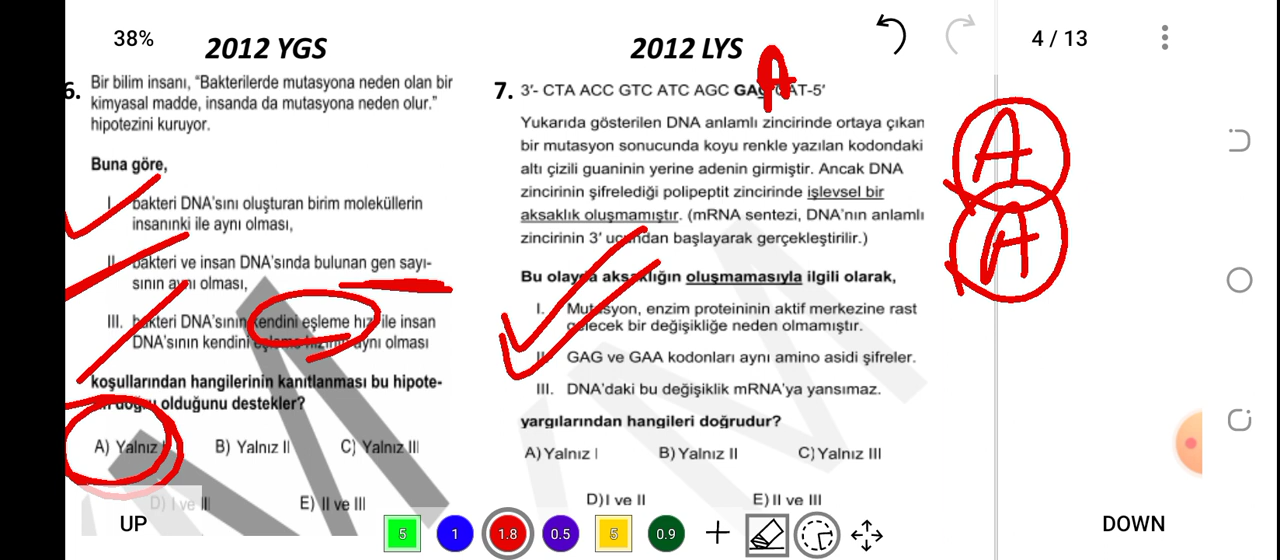 38%
2012 YGS
2012 LYS
4 / 13
6. Bir bilim insanı, “Bakterilerde mutasyona neden olan bir
kimyasal madde, insanda da mutasyona neden olur.”
hipotezini kuruyor.
Buna göre,
I. bakteri DNA’sını oluşturan birim moleküllerin
insanınki ile aynı olması,
II. bakteri ve insan DNA’sında bulunan gen sayı-
sının aynı olması,
III. bakteri DNA’sının kendini eşleme hızı ile insan
DNA’sının kendini eşleme hızının aynı olması
koşullarından hangilerinin kanıtlanması bu hipote-
doğru olduğunu destekler?
A) Yalnız I
B) Yalnız II
C) Yalnız III
D) I ve III
E) II ve III
7. 3′- CTA ACC GTC ATC AGC GAG AT-5′
A
Yukarıda gösterilen DNA anlamlı zincirinde ortaya çıkan
bir mutasyon sonucunda koyu renkle yazılan kodondaki
altı çizili guaninin yerine adenin girmiştir. Ancak DNA
zincirinin şifrelediği polipeptit zincirinde işlevsel bir
aksaklık oluşmamıştır. (mRNA sentezi, DNA’nın anlamlı
zincirinin 3′ ucundan başlayarak gerçekleştirilir.)
Bu olayda aksaklığın oluşmamasıyla ilgili olarak,
I. Mutasyon, enzim proteininin aktif merkezine rast
gelecek bir değişikliğe neden olmamıştır.
II. GAG ve GAA kodonları aynı amino asidi şifreler.
III. DNA’daki bu değişiklik mRNA’ya yansımaz.
yargılarından hangileri doğrudur?
A) Yalnız I
B) Yalnız II
C) Yalnız III
D) I ve II
E) II ve III
A
A
UP
5
1
1.8
0.5
5
0.9
DOWN